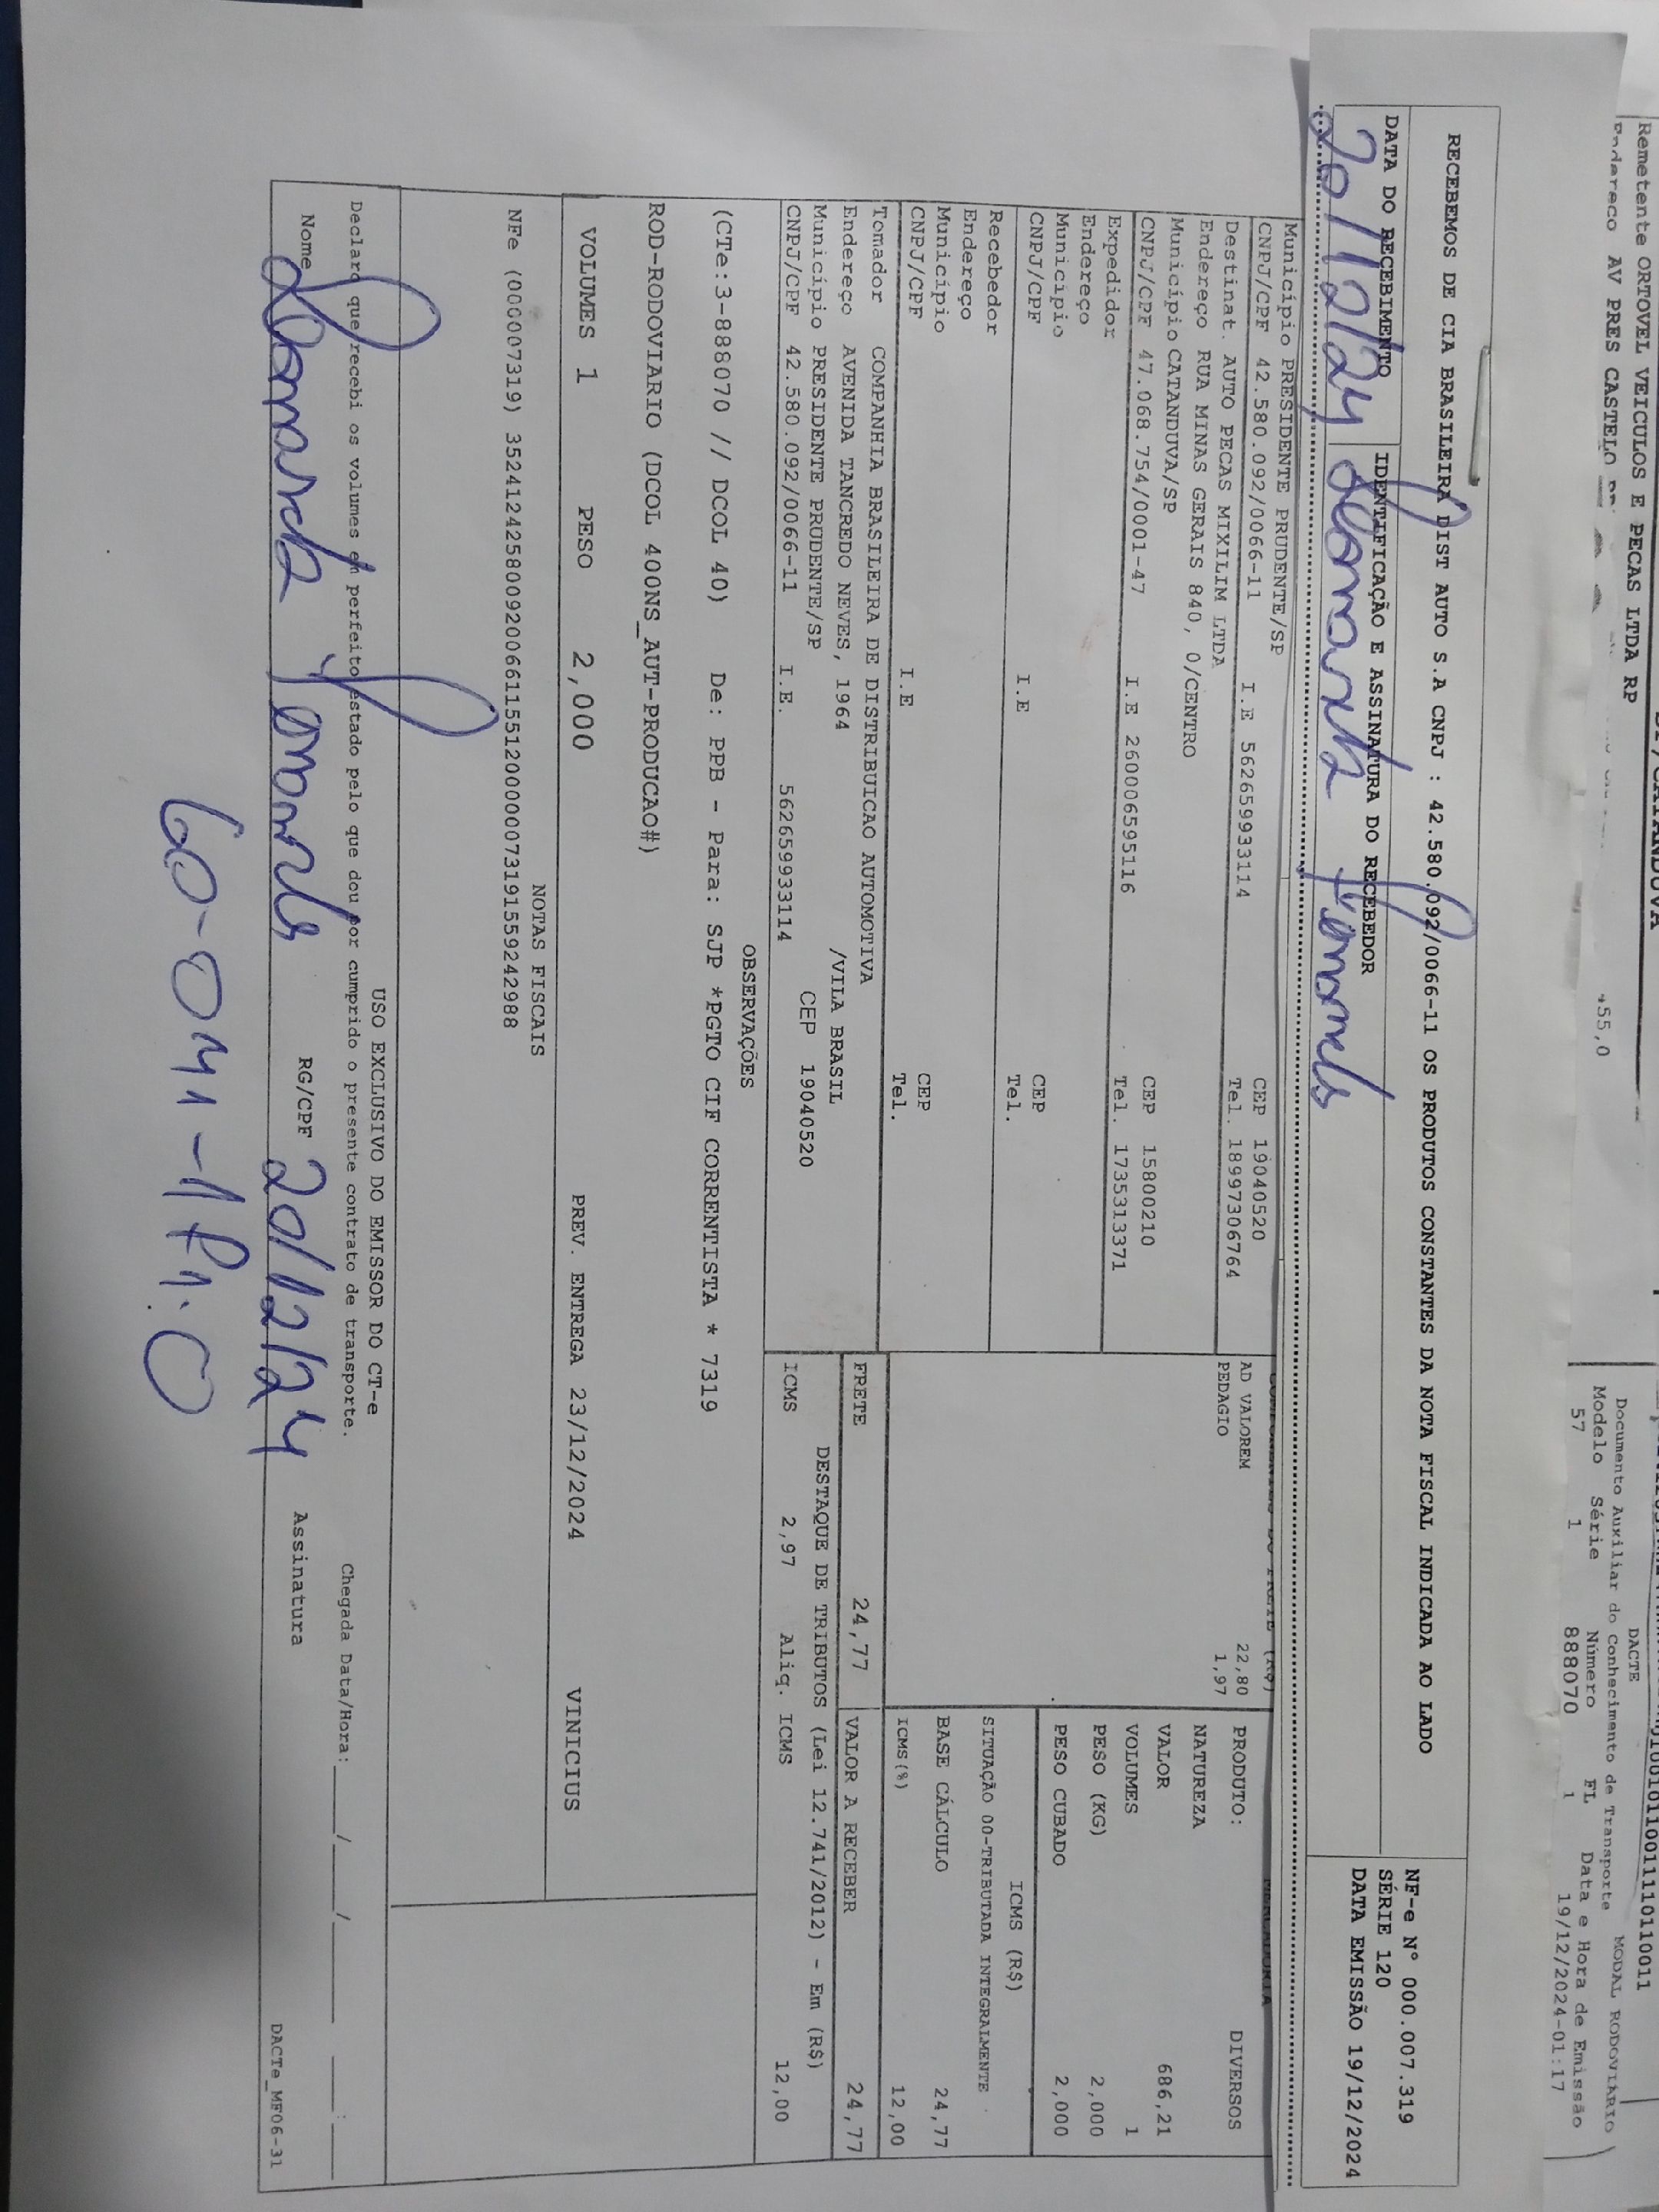 Remetente ORTOVEL VEICULOS E PECAS LTDA RP
AV PRES CASTELO
DACTE
MODAL RODOVIARIO
Documento Auxiliar do Conhecimento de Transporte
Modelo Série Número FL Data e Hora de Emissão
57 1 888070 1 19/12/2024-01:17
RECEBEMOS DE CIA BRASILEIRA DIST AUTO S.A CNPJ : 42.580.092/0066-11 OS PRODUTOS CONSTANTES DA NOTA FISCAL INDICADA AO LADO
NF-e N° 000.007.319
SÉRIE 120
DATA EMISSÃO 19/12/2024
DATA DO RECEBIMENTO
20/12/24
IDENTIFICAÇÃO E ASSINATURA DO RECEBEDOR
Município PRESIDENTE PRUDENTE/SP CEP 19040520
CNPJ/CPF 42.580.092/0066-11 I.E 562659933114 Tel. 18997306764
Destinat. AUTO PECAS MIXILIM LTDA
Endereço RUA MINAS GERAIS 840, 0/CENTRO
Município CATANDUVA/SP CEP 15800210
CNPJ/CPF 47.068.754/0001-47 I.E 260006595116 Tel. 1735313371
Expedidor
Endereço
Município CEP
CNPJ/CPF I.E Tel.
Recebedor
Endereço
Município CEP
CNPJ/CPF I.E Tel.
Tomador COMPANHIA BRASILEIRA DE DISTRIBUICAO AUTOMOTIVA
Endereço AVENIDA TANCREDO NEVES, 1964 /VILA BRASIL
Município PRESIDENTE PRUDENTE/SP CEP 19040520
CNPJ/CPF 42.580.092/0066-11 I.E. 562659933114
AD VALOREM 22,80
PEDAGIO 1,97
PRODUTO: DIVERSOS
NATUREZA
VALOR 686,21
VOLUMES 1
PESO (KG) 2,000
PESO CUBADO 2,000
ICMS (R$)
SITUAÇÃO 00-TRIBUTADA INTEGRALMENTE
BASE CÁLCULO 24,77
ICMS(%) 12,00
FRETE 24,77 VALOR A RECEBER 24,77
DESTAQUE DE TRIBUTOS (Lei 12.741/2012) - Em (R$)
ICMS 2,97 Aliq. ICMS 12,00
OBSERVAÇÕES
(CTe:3-888070 // DCOL 40) De: PPB - Para: SJP *PGTO CIF CORRENTISTA * 7319
ROD-RODOVIARIO (DCOL 400NS_AUT-PRODUCAO#)
VOLUMES 1 PESO 2,000 PREV. ENTREGA 23/12/2024 VINICIUS
NOTAS FISCAIS
NFe (000007319) 35241242580092006611551200000073191559242988
USO EXCLUSIVO DO EMISSOR DO CT-e
Declaro que recebi os volumes em perfeito estado pelo que dou por cumprido o presente contrato de transporte. Chegada Data/Hora: ____/____/____ ____:____
Nome RG/CPF 20/12/24 Assinatura
DACTe_MF06-31